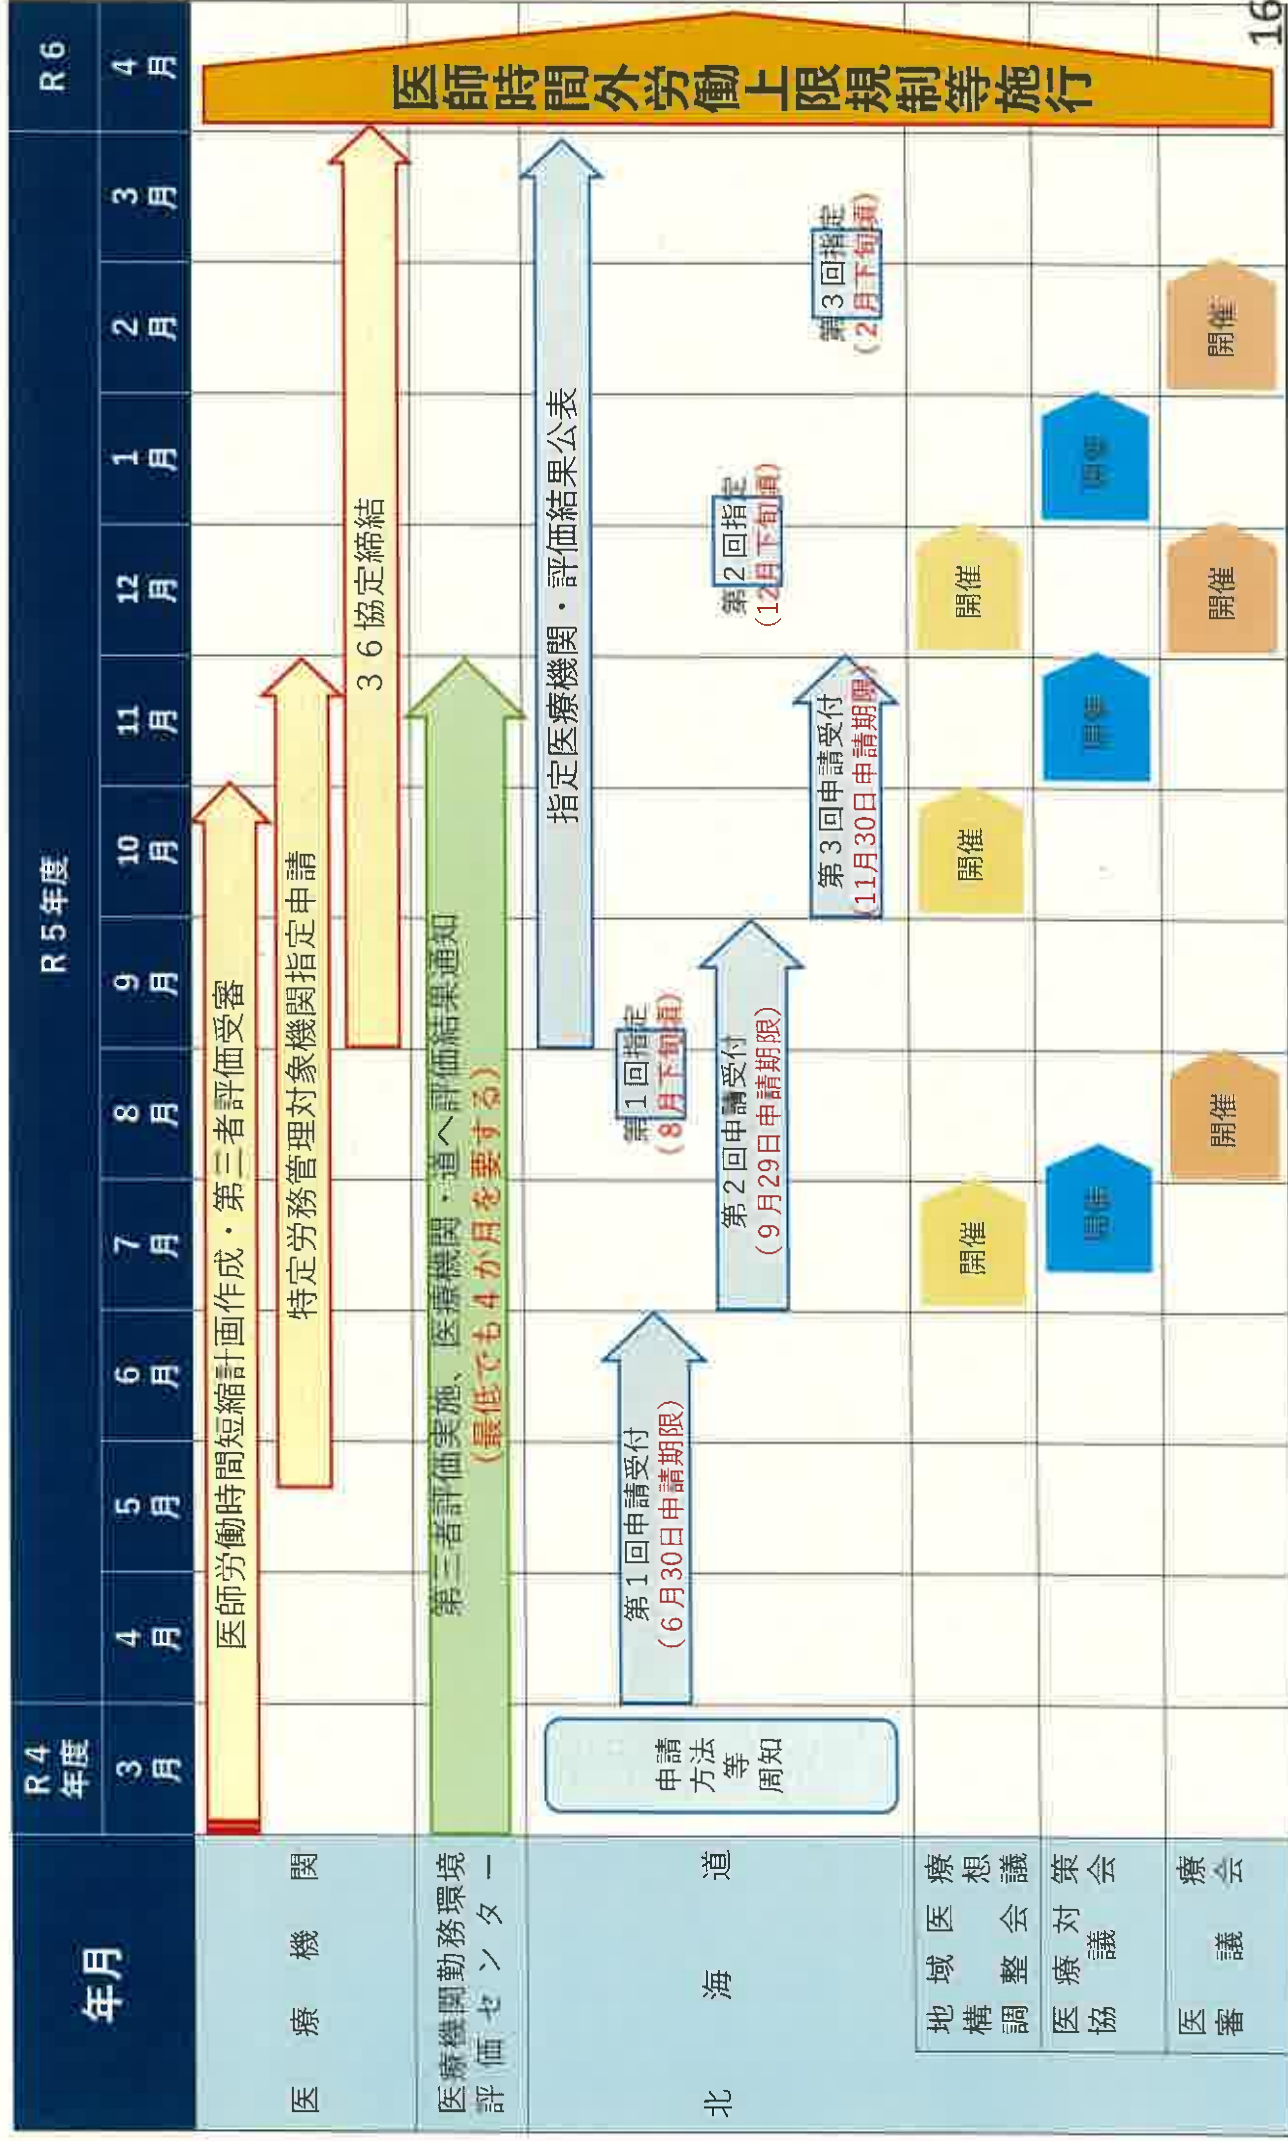 年月
R4
年度
R5年度
R6
3
月
4
月
5
月
6
月
7
月
8
月
9
月
10
月
11
月
12
月
1
月
2
月
3
月
4
月
医療機関
医師労働時間短縮計画作成・第三者評価受審
特定労務管理対象機関指定申請
36協定締結
医療機関勤務環境
評価センター
第三者評価実施、医療機関・道へ評価結果通知
(最低でも4か月を要する)
北海道
申請
方法
等
周知
指定医療機関・評価結果公表
第1回申請受付
(6月30日申請期限)
第1回指定
(8月下旬頃)
第2回申請受付
(9月29日申請期限)
第2回指定
(12月下旬頃)
第3回申請受付
(11月30日申請期限)
第3回指定
(2月下旬頃)
地域医療
構想
調整会議
開催
開催
開催
医療対策
協議会
開催
開催
開催
医療
審議会
開催
開催
開催
医師時間外労働上限規制等施行
16